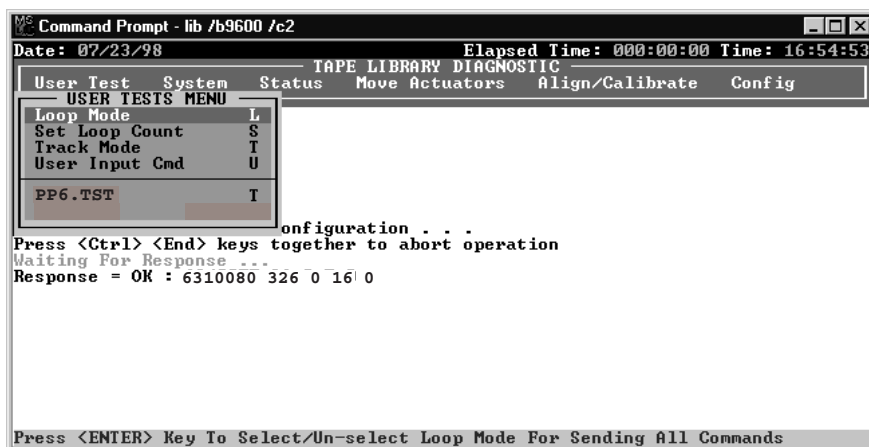 MS Command Prompt - lib /b9600 /c2
Date: 07/23/98 Elapsed Time: 000:00:00 Time: 16:54:53
TAPE LIBRARY DIAGNOSTIC
User Test System Status Move Actuators Align/Calibrate Config
USER TESTS MENU
Loop Mode L
Set Loop Count S
Track Mode T
User Input Cmd U
PP6.TST T
onfiguration . . .
Press <Ctrl> <End> keys together to abort operation
Waiting For Response ...
Response = OK : 6310080 326 0 16 0
Press <ENTER> Key To Select/Un-select Loop Mode For Sending All Commands